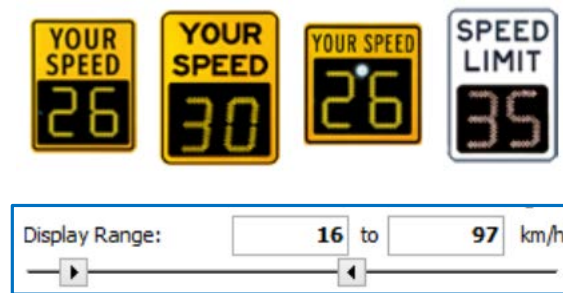 YOUR
SPEED
26
YOUR
SPEED
30
YOUR SPEED
26
SPEED
LIMIT
35
Display Range: 16 to 97 km/h